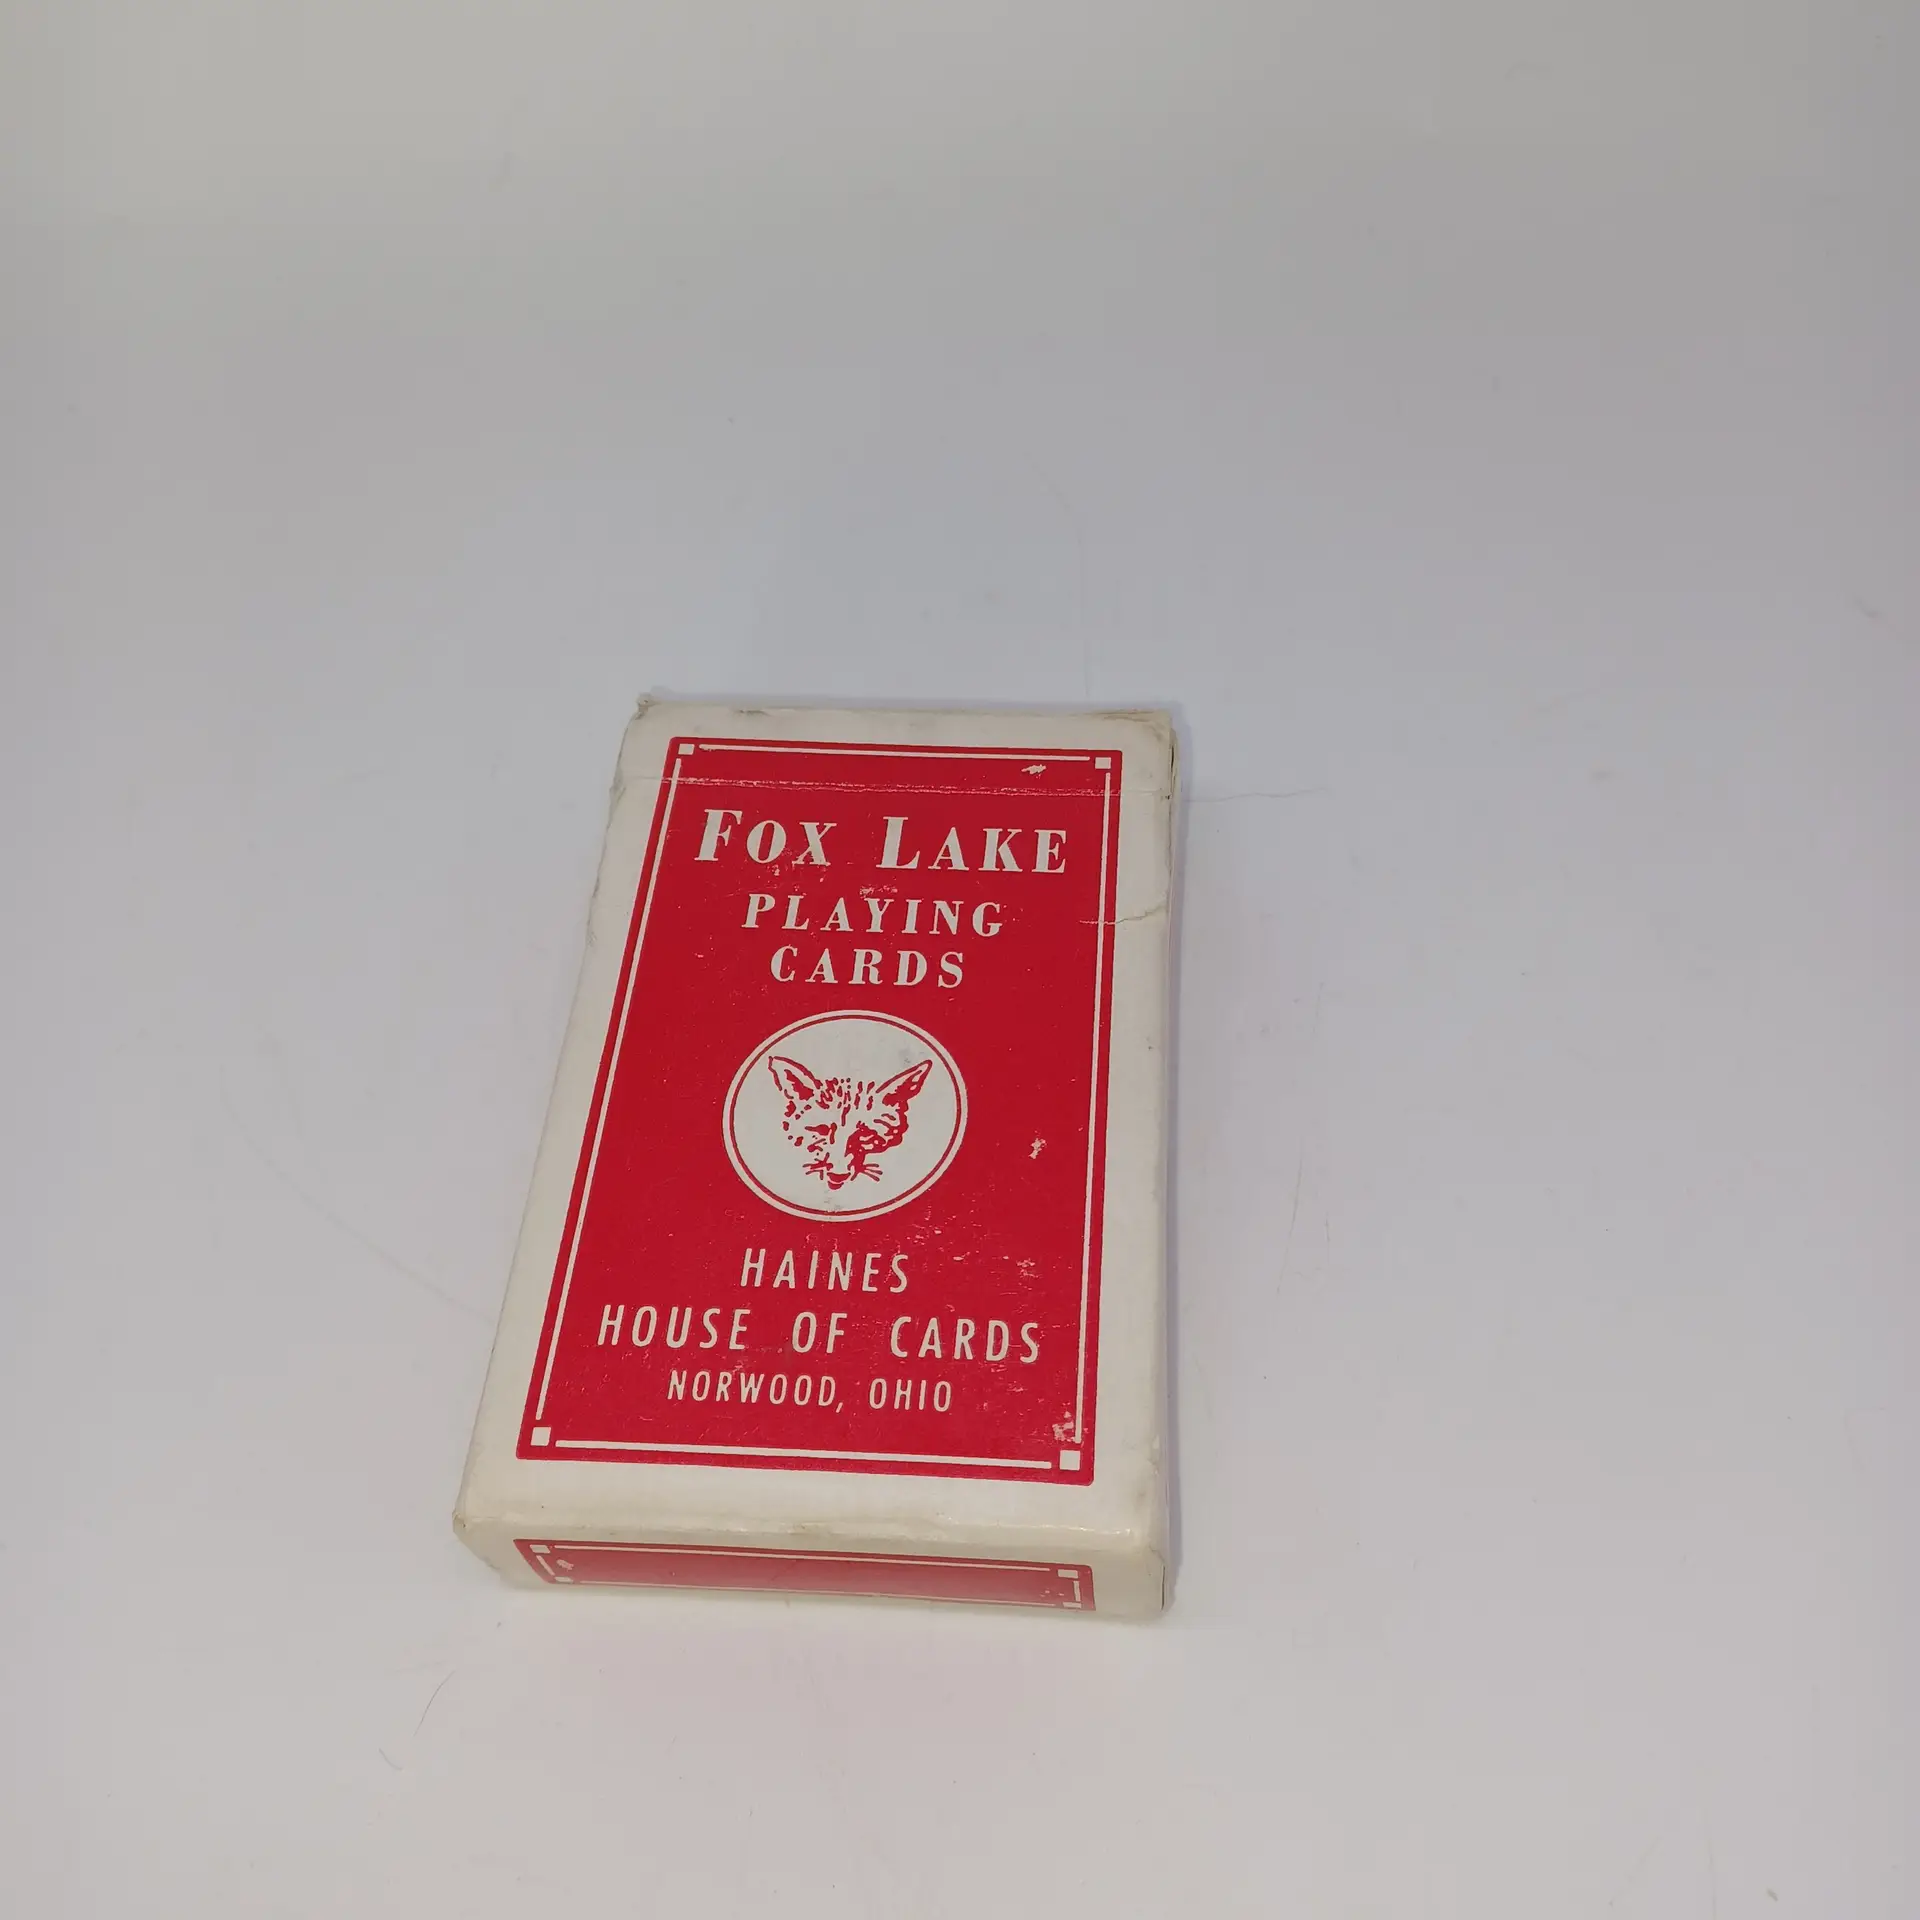 FOX LAKE
PLAYING
CARDS
HAINES
HOUSE OF CARDS
NORWOOD, OHIO